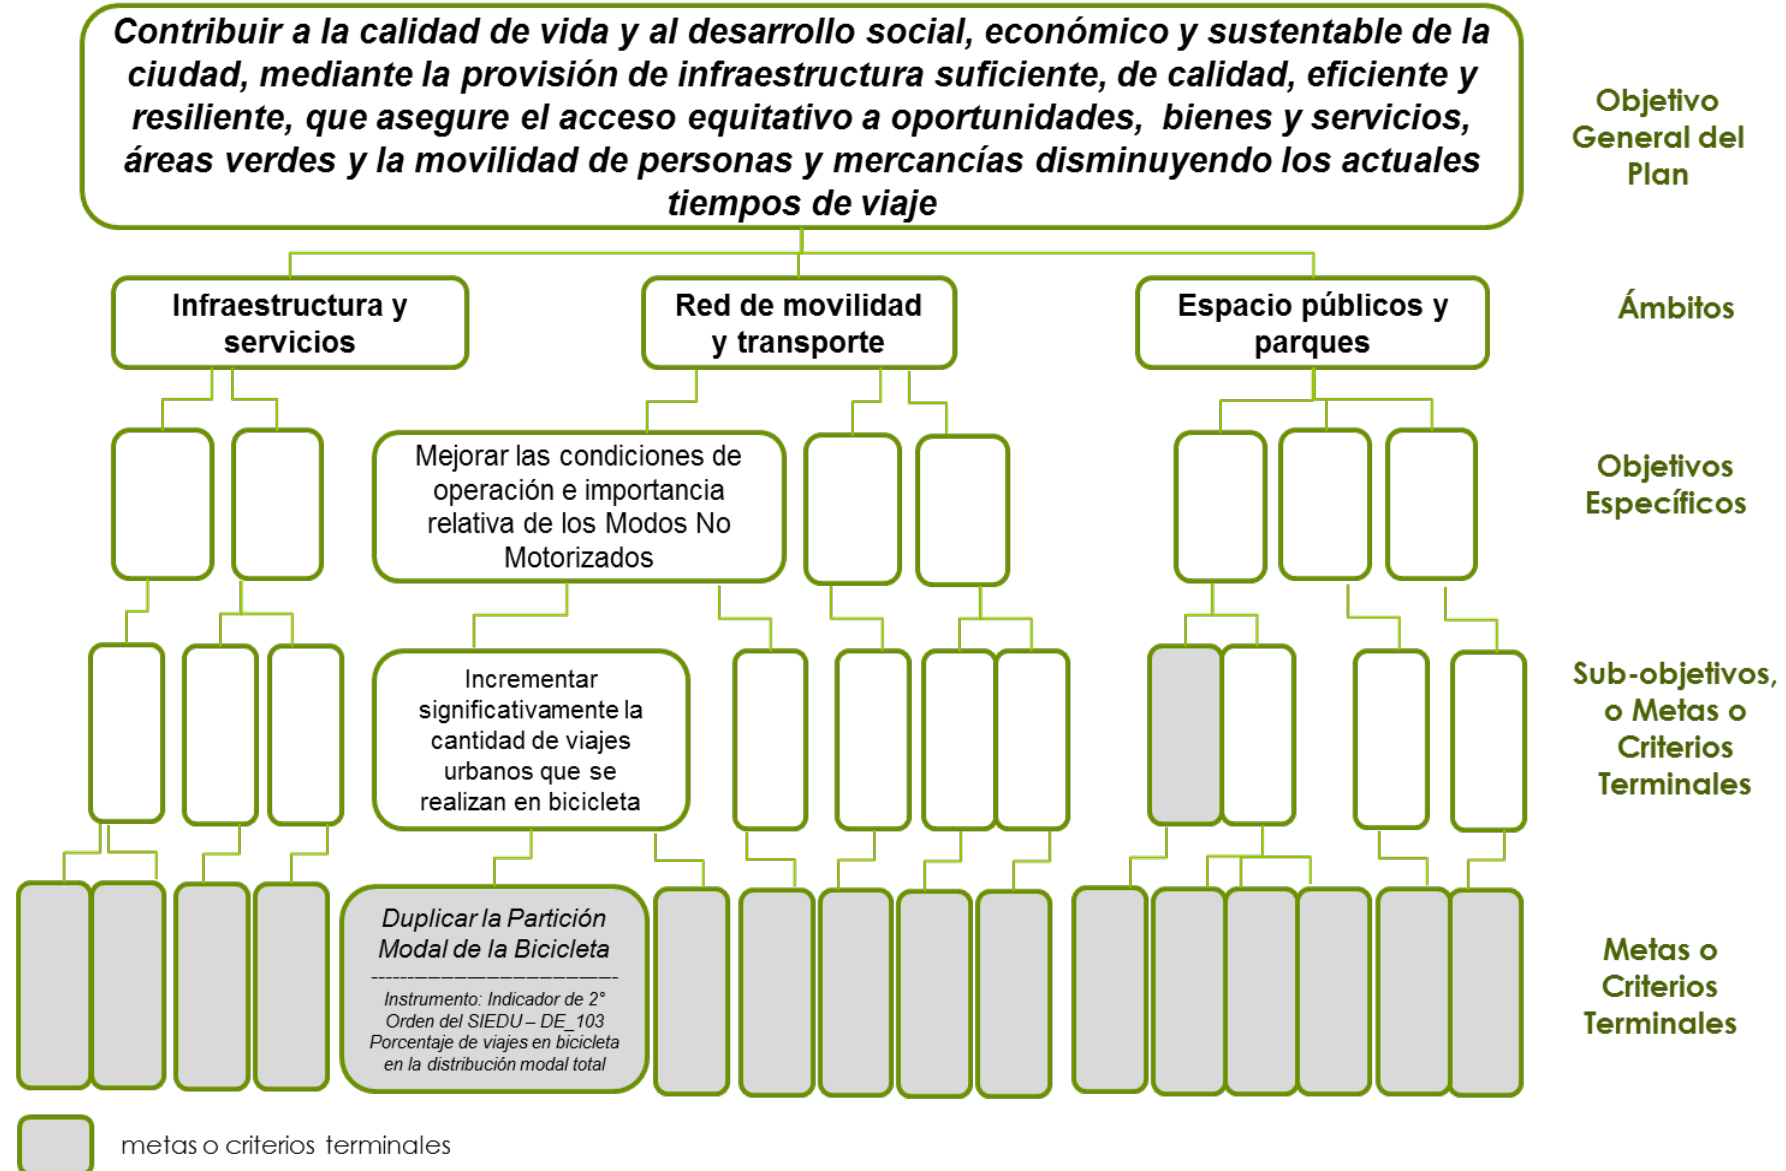 Contribuir a la calidad de vida y al desarrollo social, económico y sustentable de la
ciudad, mediante la provisión de infraestructura suficiente, de calidad, eficiente y
resiliente, que asegure el acceso equitativo a oportunidades, bienes y servicios,
áreas verdes y la movilidad de personas y mercancías disminuyendo los actuales
tiempos de viaje
Objetivo
General del
Plan
Infraestructura y
servicios
Red de movilidad
y transporte
Espacio públicos y
parques
Ámbitos
Mejorar las condiciones de
operación e importancia
relativa de los Modos No
Motorizados
Objetivos
Específicos
Incrementar
significativamente la
cantidad de viajes
urbanos que se
realizan en bicicleta
Sub-objetivos,
o Metas o
Criterios
Terminales
Duplicar la Partición
Modal de la Bicicleta
Instrumento: Indicador de 2°
Orden del SIEDU – DE_103
Porcentaje de viajes en bicicleta
en la distribución modal total
Metas o
Criterios
Terminales
metas o criterios terminales